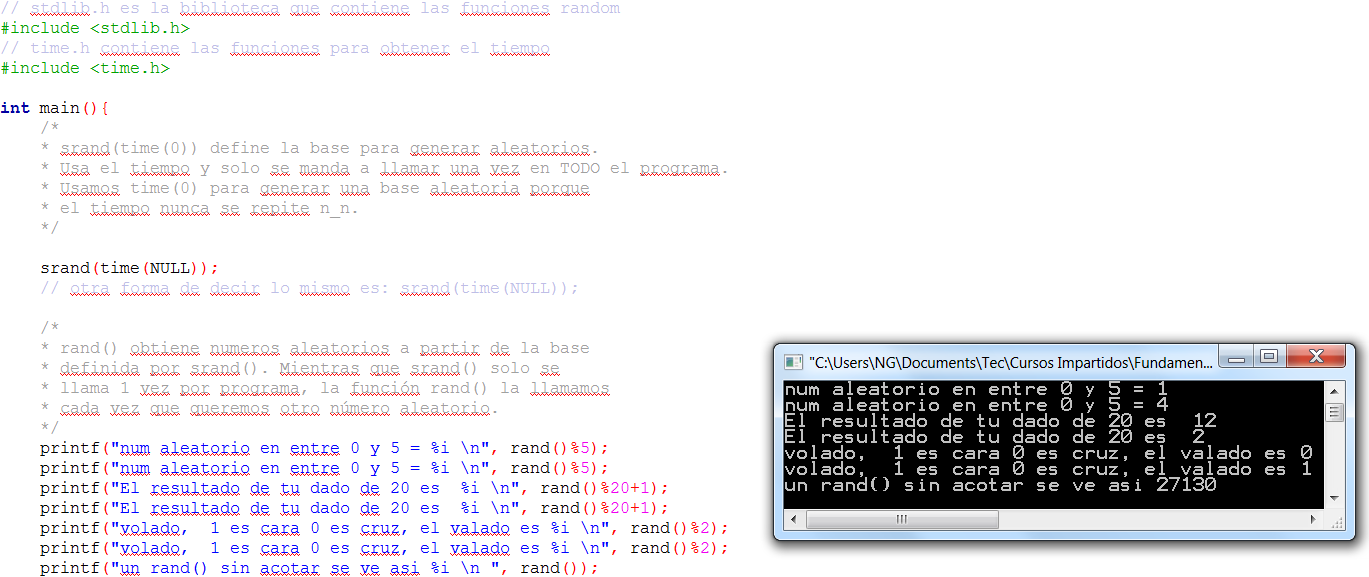 // stdlib.h es la biblioteca que contiene las funciones random
#include <stdlib.h>
// time.h contiene las funciones para obtener el tiempo
#include <time.h>
int main(){
/*
* srand(time(0)) define la base para generar aleatorios.
* Usa el tiempo y solo se manda a llamar una vez en TODO el programa.
* Usamos time(0) para generar una base aleatoria porque
* el tiempo nunca se repite n_n.
*/
srand(time(NULL));
// otra forma de decir lo mismo es: srand(time(NULL));
/*
* rand() obtiene numeros aleatorios a partir de la base
* definida por srand(). Mientras que srand() solo se
* llama 1 vez por programa, la función rand() la llamamos
* cada vez que queremos otro número aleatorio.
*/
printf("num aleatorio en entre 0 y 5 = %i \n", rand()%5);
printf("num aleatorio en entre 0 y 5 = %i \n", rand()%5);
printf("El resultado de tu dado de 20 es  %i \n", rand()%20+1);
printf("El resultado de tu dado de 20 es  %i \n", rand()%20+1);
printf("volado,  1 es cara 0 es cruz, el valado es %i \n", rand()%2);
printf("volado,  1 es cara 0 es cruz, el valado es %i \n", rand()%2);
printf("un rand() sin acotar se ve asi %i \n ", rand());
"C:\Users\NG\Documents\Tec\Cursos Impartidos\Fundamen...
num aleatorio en entre 0 y 5 = 1
num aleatorio en entre 0 y 5 = 4
El resultado de tu dado de 20 es  12
El resultado de tu dado de 20 es  2
volado,  1 es cara 0 es cruz, el valado es 0
volado,  1 es cara 0 es cruz, el valado es 1
un rand() sin acotar se ve asi 27130